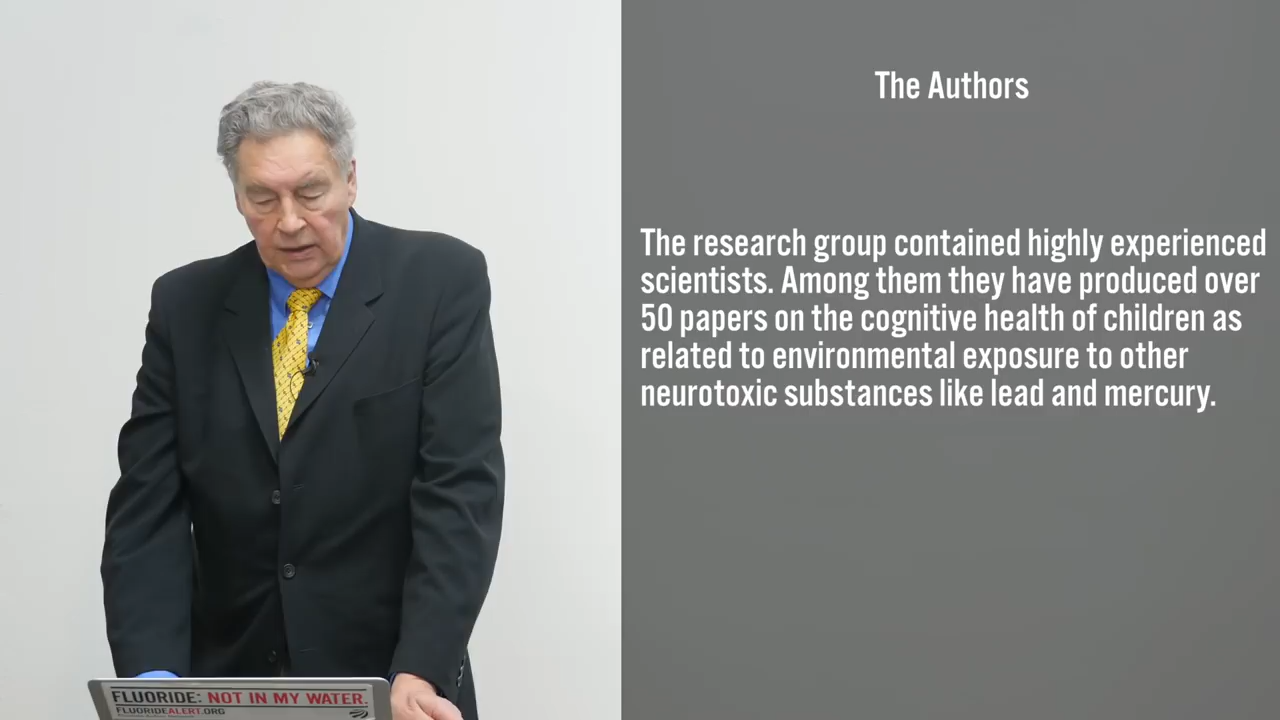 The Authors
The research group contained highly experienced
scientists. Among them they have produced over
50 papers on the cognitive health of children as
related to environmental exposure to other
neurotoxic substances like lead and mercury.
FLUORIDE: NOT IN MY WATER.
FLUORIDEALERT.ORG